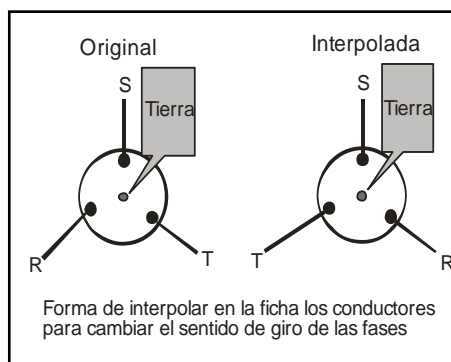 Original
Interpolada
S
S
Tierra
Tierra
R
T
T
R
Forma de interpolar en la ficha los conductores
para cambiar el sentido de giro de las fases